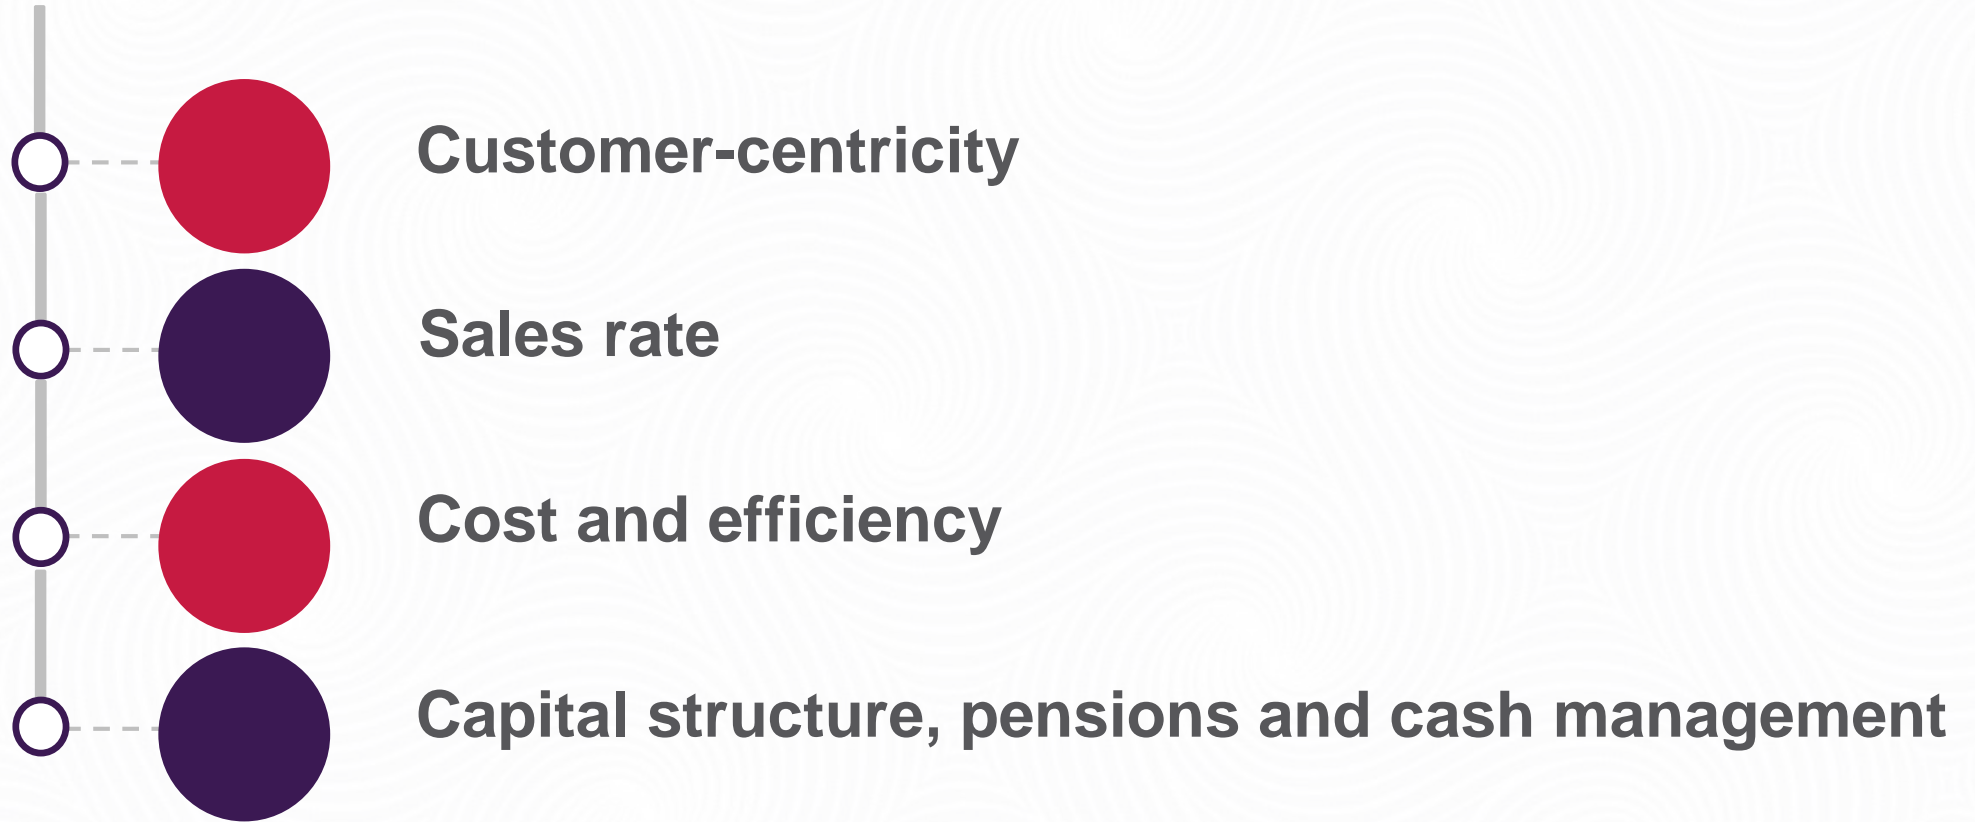 Customer-centricity
Sales rate
Cost and efficiency
Capital structure, pensions and cash management